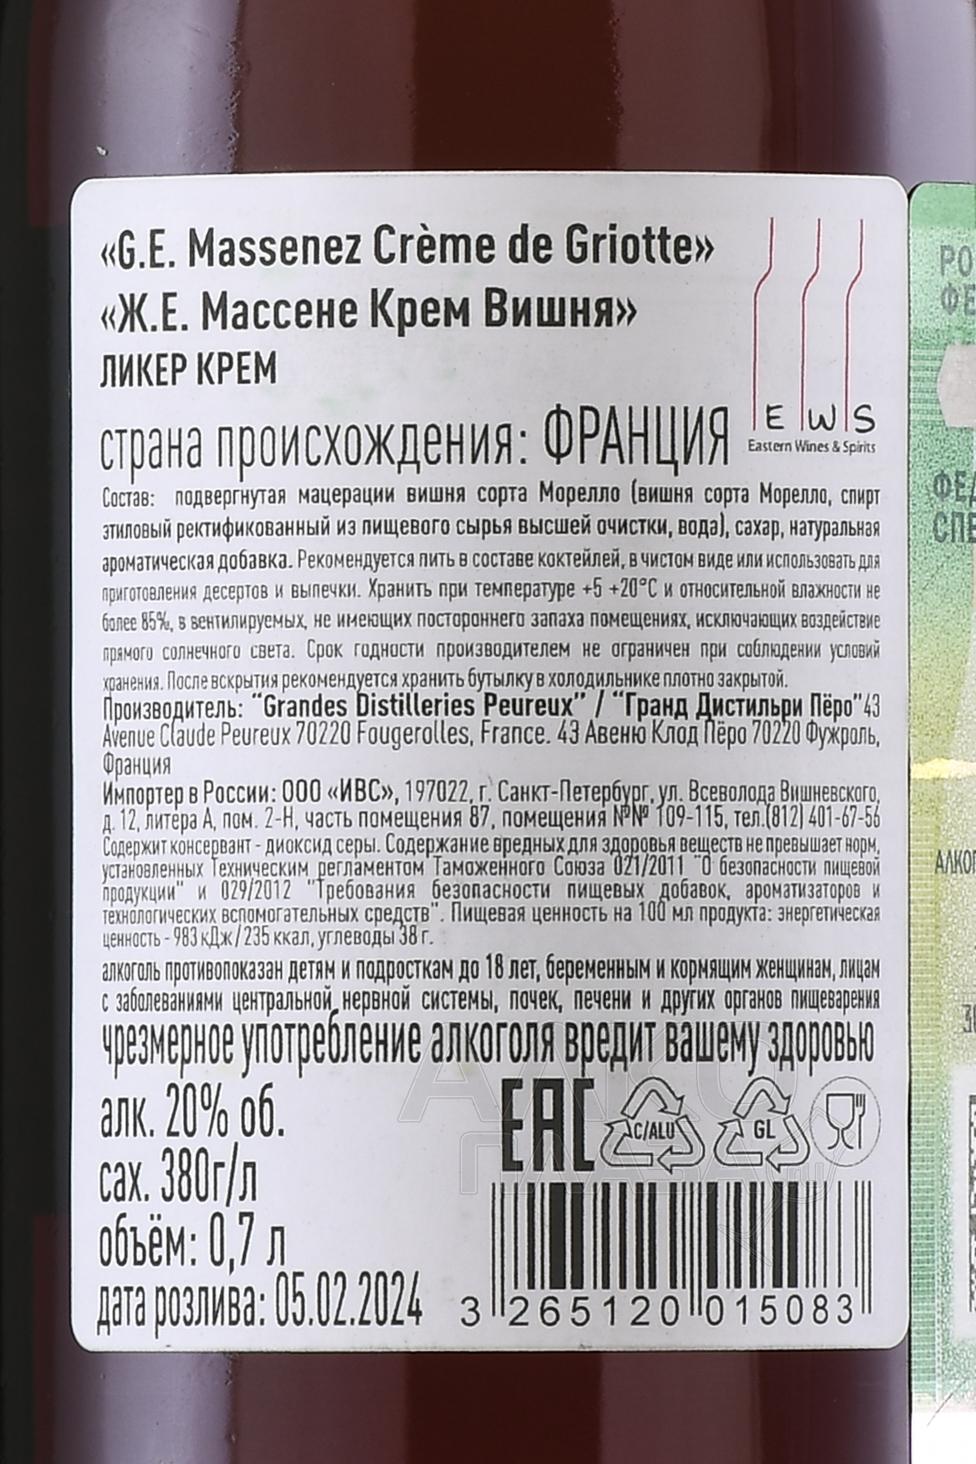 «G.E. Massenez Crème de Griotte»
«Ж.Е. Массене Крем Вишня»
ЛИКЕР КРЕМ
E W S
Eastern Wines & Spirits
страна происхождения: ФРАНЦИЯ
Состав: подвергнутая мацерации вишня сорта Морелло (вишня сорта Морелло, спирт
этиловый ректификованный из пищевого сырья высшей очистки, вода), сахар, натуральная
ароматическая добавка. Рекомендуется пить в составе коктейлей, в чистом виде или использовать для
приготовления десертов и выпечки. Хранить при температуре +5 +20°С и относительной влажности не
более 85%, в вентилируемых, не имеющих постороннего запаха помещениях, исключающих воздействие
прямого солнечного света. Срок годности производителем не ограничен при соблюдении условий
хранения. После вскрытия рекомендуется хранить бутылку в холодильнике плотно закрытой.
Производитель: "Grandes Distilleries Peureux" / "Гранд Дистильри Пёро" 43
Avenue Claude Peureux 70220 Fougerolles, France. 43 Авеню Клод Пёро 70220 Фужроль,
Франция
Импортер в России: ООО «ИВС», 197022, г. Санкт-Петербург, ул. Всеволода Вишневского,
д. 12, литера А, пом. 2-Н, часть помещения 87, помещения №№ 109-115, тел.(812) 401-67-56
Содержит консервант - диоксид серы. Содержание вредных для здоровья веществ не превышает норм,
установленных Техническим регламентом Таможенного Союза 021/2011 "О безопасности пищевой
продукции" и 029/2012 "Требования безопасности пищевых добавок, ароматизаторов и
технологических вспомогательных средств". Пищевая ценность на 100 мл продукта: энергетическая
ценность - 983 кДж/235 ккал, углеводы 38 г.
алкоголь противопоказан детям и подросткам до 18 лет, беременным и кормящим женщинам, лицам
с заболеваниями центральной нервной системы, почек, печени и других органов пищеварения
чрезмерное употребление алкоголя вредит вашему здоровью
алк. 20% об.
EAC
C/ALU
GL
сах. 380г/л
объём: 0,7 л
дата розлива: 05.02.2024
3 265120 015083